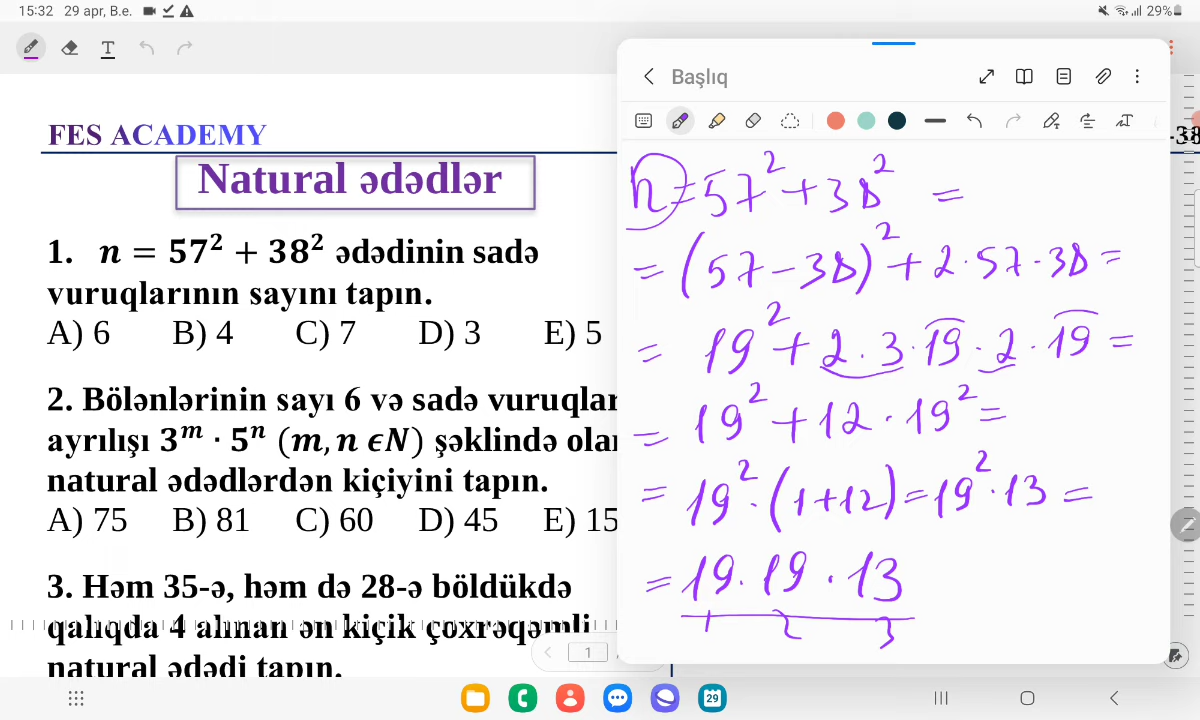 15:32 29 apr, B.e. 29%
Başlıq
FES ACADEMY
-38
Natural ədədlər
1. n = 57² + 38² ədədinin sadə
vuruqlarının sayını tapın.
A) 6 B) 4 C) 7 D) 3 E) 5
2. Bölənlərinin sayı 6 və sadə vuruqlar
ayrılışı 3ᵐ · 5ⁿ (m, n ϵN) şəklində olan
natural ədədlərdən kiçiyini tapın.
A) 75 B) 81 C) 60 D) 45 E) 15
3. Həm 35-ə, həm də 28-ə böldükdə
qalıqda 4 alınan ən kiçik çoxrəqəmli
natural ədədi tapın.
n = 57² + 38² =
= (57 - 38)² + 2 · 57 · 38 =
= 19² + 2 · 3 · 19 · 2 · 19 =
= 19² + 12 · 19² =
= 19² · (1+12) = 19² · 13 =
= 19 · 19 · 13
1 2 3
1
29